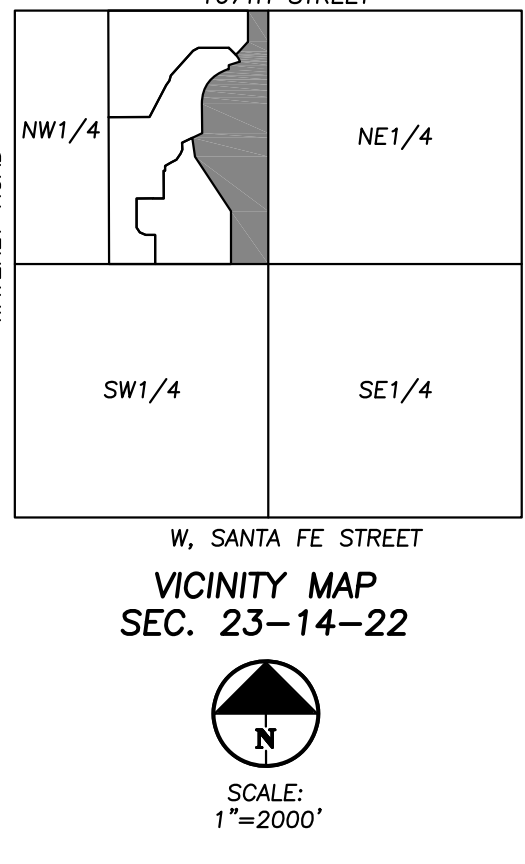 STREET
NW1/4
NE1/4
SW1/4
SE1/4
W, SANTA FE STREET
VICINITY MAP
SEC. 23-14-22
N
SCALE:
1"=2000'